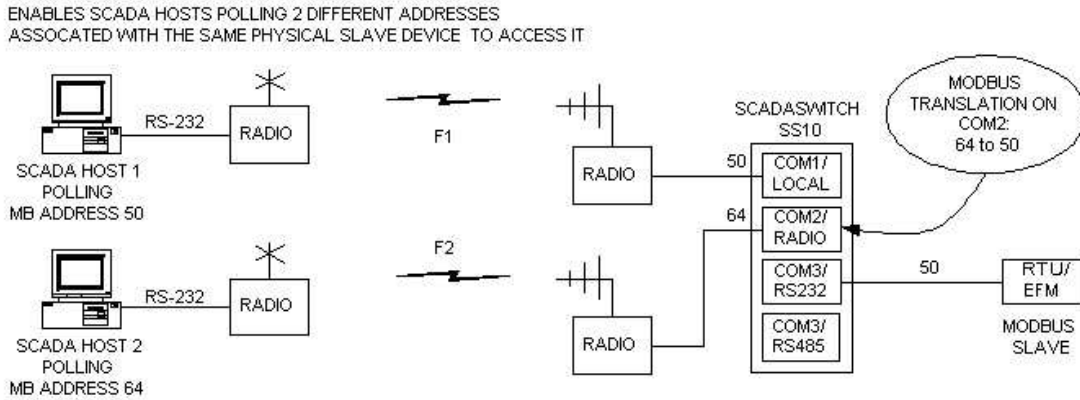 ENABLES SCADA HOSTS POLLING 2 DIFFERENT ADDRESSES
ASSOCATED WITH THE SAME PHYSICAL SLAVE DEVICE TO ACCESS IT
RS-232
RADIO
SCADA HOST 1
POLLING
MB ADDRESS 50
F1
RADIO
SCADASWITCH
SS10
MODBUS
TRANSLATION ON
COM2:
64 to 50
50
COM1/
LOCAL
64
COM2/
RADIO
COM3/
RS232
COM3/
RS485
50
RTU/
EFM
MODBUS
SLAVE
RS-232
RADIO
SCADA HOST 2
POLLING
MB ADDRESS 64
F2
RADIO